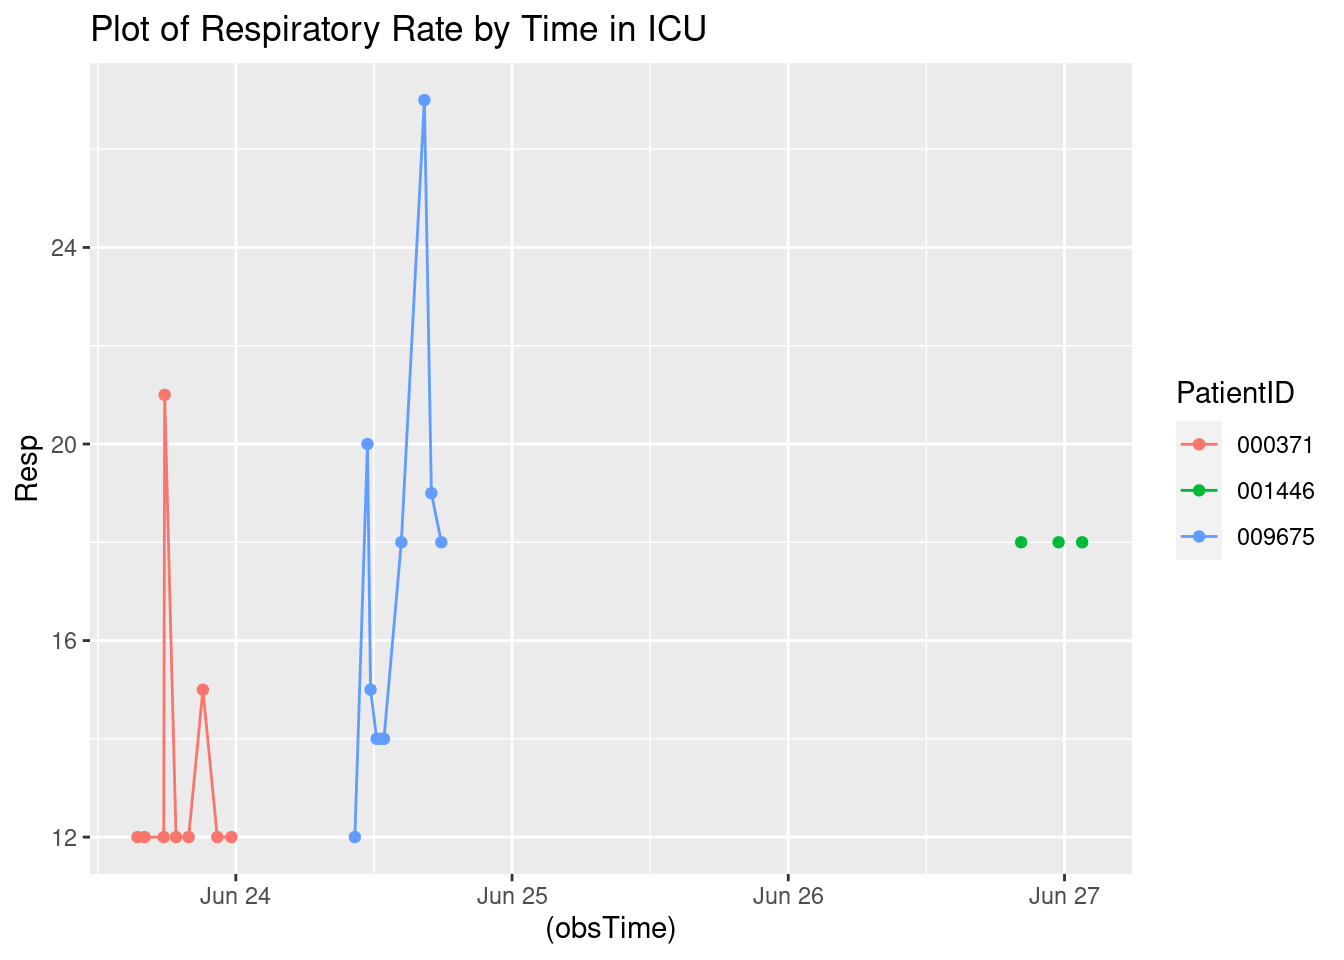 Plot of Respiratory Rate by Time in ICU
24
20
16
12
Resp
Jun 24
Jun 25
Jun 26
Jun 27
(obsTime)
PatientID
000371
001446
009675